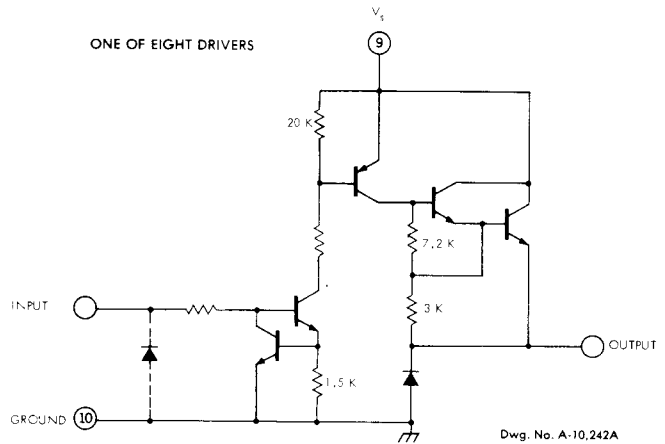 V_s
ONE OF EIGHT DRIVERS
9
20 K
7.2 K
INPUT
3 K
OUTPUT
1.5 K
GROUND 10
Dwg. No. A-10,242A